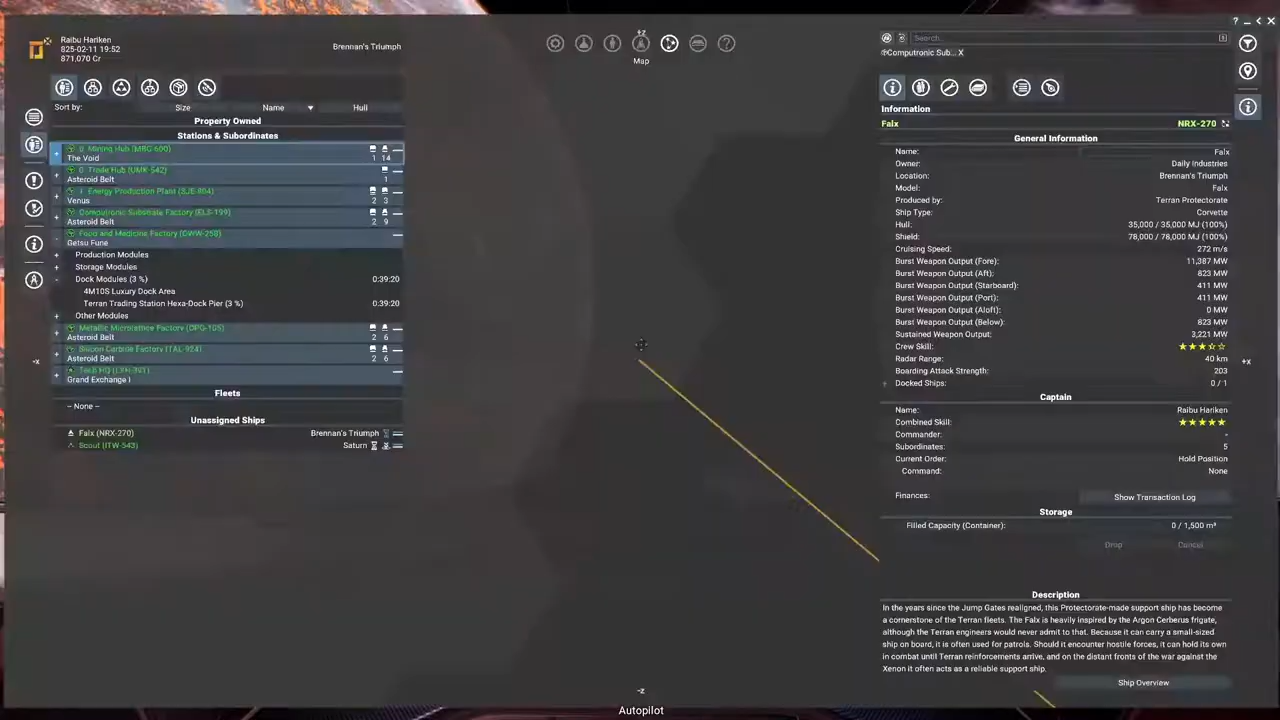 Raibu Hariken
825-02-11 19:52
871,070 Cr
Brennan's Triumph
Map
Sort by: Size Name Hull
Property Owned
Stations & Subordinates
Mining Hub (MRG-600)
The Void 1 14
Trade Hub (UMK-542)
Asteroid Belt 1
Energy Production Plant (SJE-804)
Venus 2 3
Computronic Substrate Factory (ELS-199)
Asteroid Belt 2 9
Food and Medicine Factory (GWW-258)
Getsu Fune
+ Production Modules
+ Storage Modules
- Dock Modules (3 %) 0:39:20
4M10S Luxury Dock Area
Terran Trading Station Hexa-Dock Pier (3 %) 0:39:20
+ Other Modules
Metallic Microlattice Factory (DPG-105)
Asteroid Belt 2 6
Silicon Carbide Factory (TAL-924)
Asteroid Belt 2 6
Grand Exchange I
Fleets
-- None --
Unassigned Ships
Falx (NRX-270) Brennan's Triumph
Scout (ITW-543) Saturn
+z
-x
+x
-z
Autopilot
? _ < X
Search...
Computronic Sub... X
Information
Falx NRX-270
General Information
Name: Falx
Owner: Daily Industries
Location: Brennan's Triumph
Model: Falx
Produced by: Terran Protectorate
Ship Type: Corvette
Hull: 35,000 / 35,000 MJ (100%)
Shield: 78,000 / 78,000 MJ (100%)
Cruising Speed: 272 m/s
Burst Weapon Output (Fore): 11,387 MW
Burst Weapon Output (Aft): 823 MW
Burst Weapon Output (Starboard): 411 MW
Burst Weapon Output (Port): 411 MW
Burst Weapon Output (Aloft): 0 MW
Burst Weapon Output (Below): 823 MW
Sustained Weapon Output: 3,221 MW
Crew Skill: ★★★☆☆
Radar Range: 40 km
Boarding Attack Strength: 203
+ Docked Ships: 0 / 1
Captain
Name: Raibu Hariken
Combined Skill: ★★★★★
Commander: -
Subordinates: 5
Current Order: Hold Position
Command: None
Finances: Show Transaction Log
Storage
Filled Capacity (Container): 0 / 1,500 m³
Drop Cancel
Description
In the years since the Jump Gates realigned, this Protectorate-made support ship has become
a cornerstone of the Terran fleets. The Falx is heavily inspired by the Argon Cerberus frigate,
although the Terran engineers would never admit to that. Because it can carry a small-sized
ship on board, it is often used for patrols. Should it encounter hostile forces, it can hold its own
in combat until Terran reinforcements arrive, and on the distant fronts of the war against the
Xenon it often acts as a reliable support ship.
Ship Overview